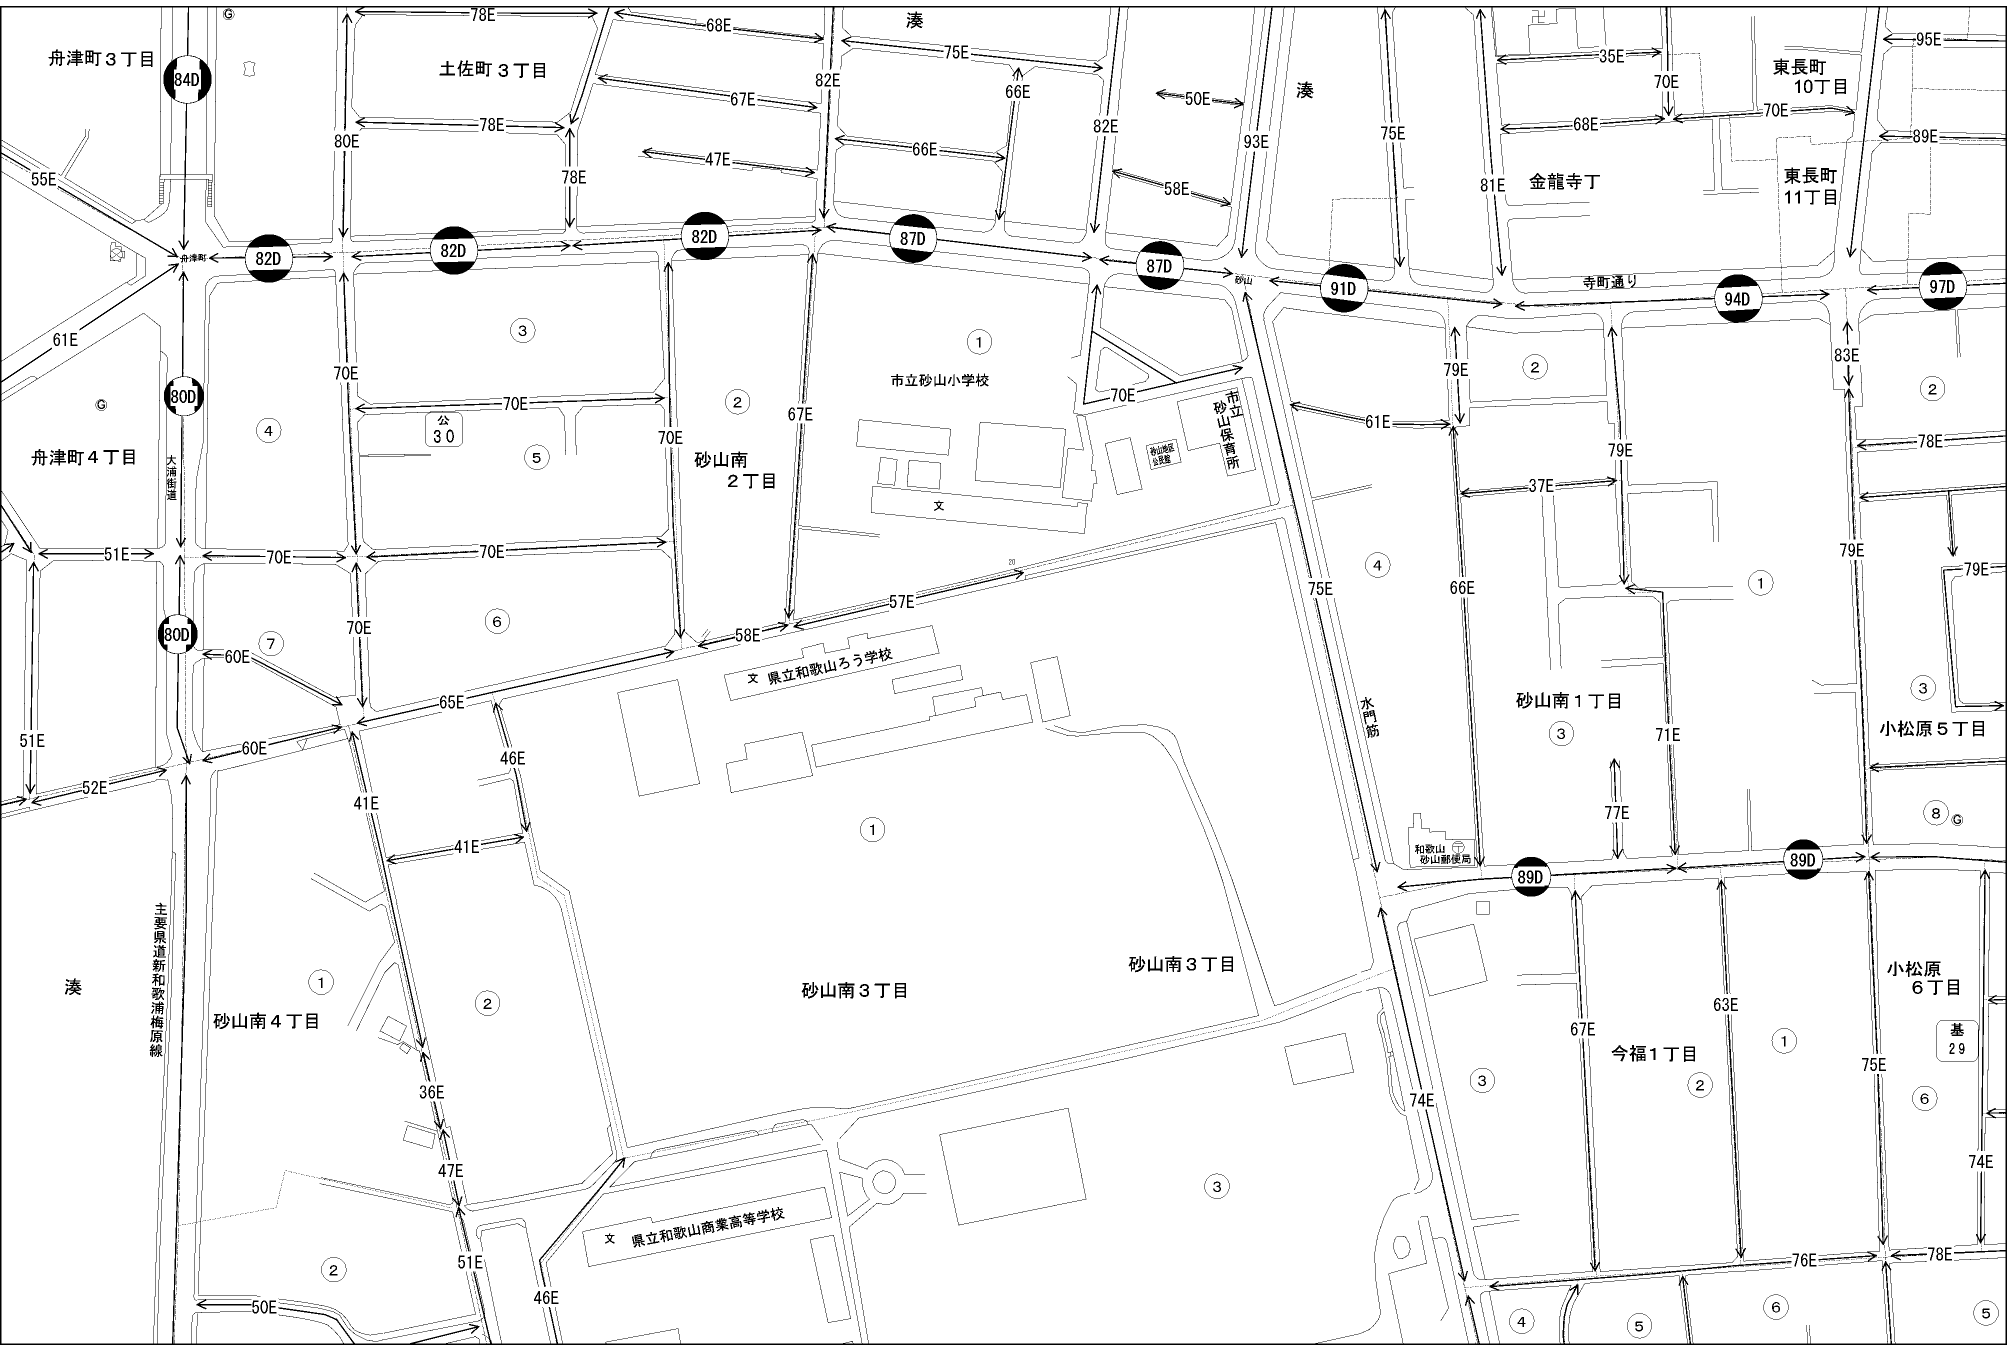 78E
G
68E
湊
75E
95E
舟津町３丁目
84D
土佐町３丁目
82E
66E
50E
湊
35E
70E
東長町
10丁目
67E
78E
80E
82E
93E
75E
68E
70E
89E
66E
47E
55E
78E
58E
81E
金龍寺丁
東長町
11丁目
舟津町
82D
82D
82D
87D
87D
砂山
91D
寺町通り
94D
97D
61E
3
1
市立砂山小学校
70E
79E
2
83E
2
80D
G
4
70E
70E
公
30
5
2
67E
70E
70E
市立
砂山保育所
砂山地区
公民館
文
61E
79E
78E
舟津町４丁目
大浦街道
砂山南
２丁目
37E
51E
70E
70E
20
57E
4
75E
66E
1
79E
79E
80D
7
60E
70E
6
58E
文 県立和歌山ろう学校
65E
水門筋
砂山南１丁目
3
71E
3
小松原５丁目
51E
60E
46E
52E
41E
41E
1
77E
8
G
和歌山
砂山郵便局
89D
89D
主要県道新和歌浦梅原線
湊
1
砂山南４丁目
2
砂山南３丁目
砂山南３丁目
67E
63E
今福１丁目
2
1
小松原
６丁目
基
29
75E
6
3
74E
36E
47E
3
74E
文 県立和歌山商業高等学校
51E
2
50E
46E
76E
78E
4
5
6
5